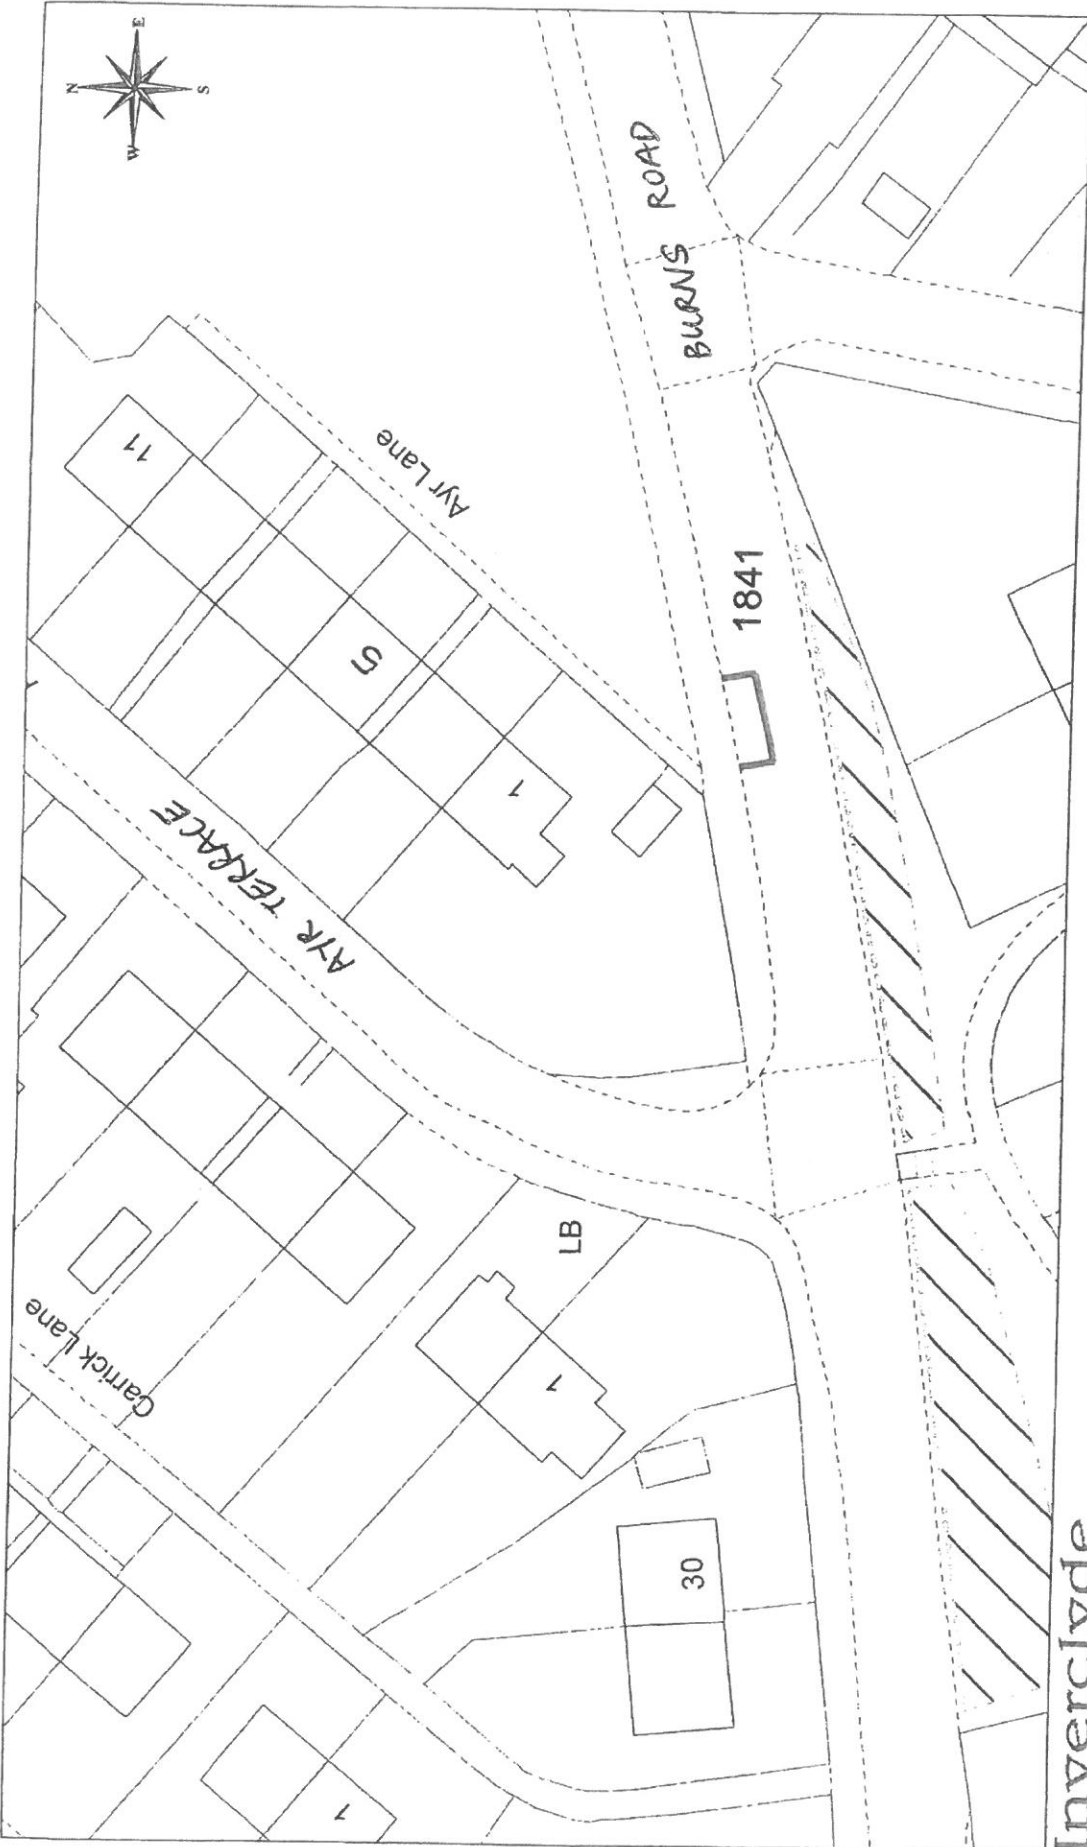 N
E
S
W
BURNS ROAD
11
Ayr Lane
5
1841
1
AYR TERRACE
LB
1
Carrick Lane
30
1
Inverclyde